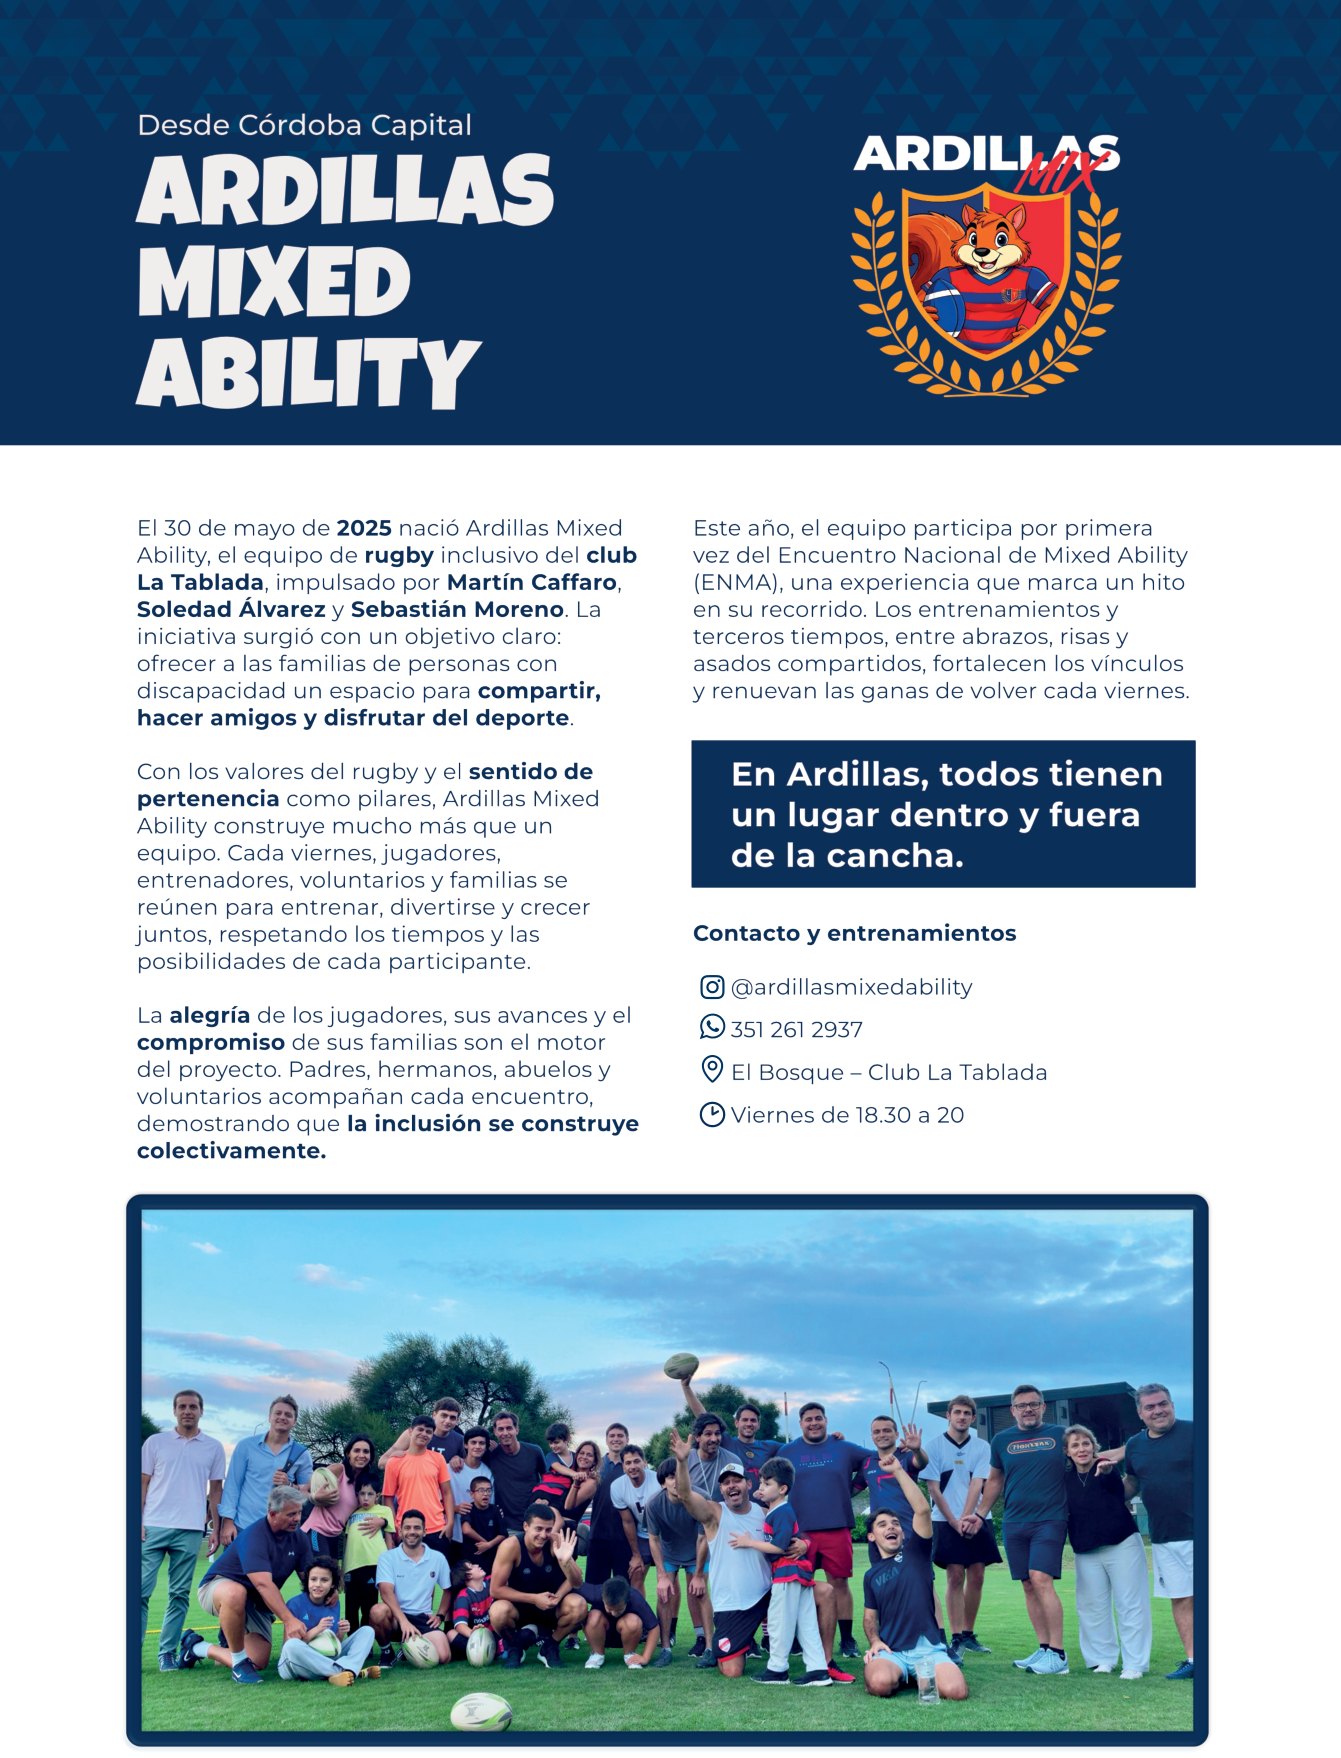 Desde Córdoba Capital
ARDILLAS
MIXED
ABILITY
ARDILLAS
MIX
El 30 de mayo de 2025 nació Ardillas Mixed
Ability, el equipo de rugby inclusivo del club
La Tablada, impulsado por Martín Caffaro,
Soledad Álvarez y Sebastián Moreno. La
iniciativa surgió con un objetivo claro:
ofrecer a las familias de personas con
discapacidad un espacio para compartir,
hacer amigos y disfrutar del deporte.
Con los valores del rugby y el sentido de
pertenencia como pilares, Ardillas Mixed
Ability construye mucho más que un
equipo. Cada viernes, jugadores,
entrenadores, voluntarios y familias se
reúnen para entrenar, divertirse y crecer
juntos, respetando los tiempos y las
posibilidades de cada participante.
La alegría de los jugadores, sus avances y el
compromiso de sus familias son el motor
del proyecto. Padres, hermanos, abuelos y
voluntarios acompañan cada encuentro,
demostrando que la inclusión se construye
colectivamente.
Este año, el equipo participa por primera
vez del Encuentro Nacional de Mixed Ability
(ENMA), una experiencia que marca un hito
en su recorrido. Los entrenamientos y
terceros tiempos, entre abrazos, risas y
asados compartidos, fortalecen los vínculos
y renuevan las ganas de volver cada viernes.
En Ardillas, todos tienen
un lugar dentro y fuera
de la cancha.
Contacto y entrenamientos
@ardillasmixedability
351 261 2937
El Bosque – Club La Tablada
Viernes de 18.30 a 20